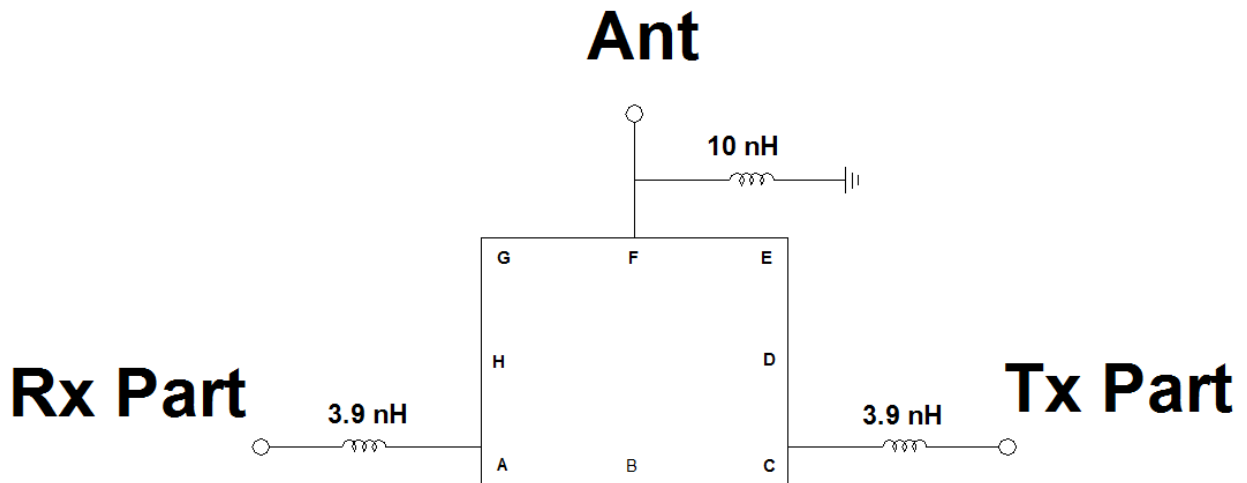 Ant
10 nH
G F E
H D
Rx Part
Tx Part
3.9 nH
3.9 nH
A B C